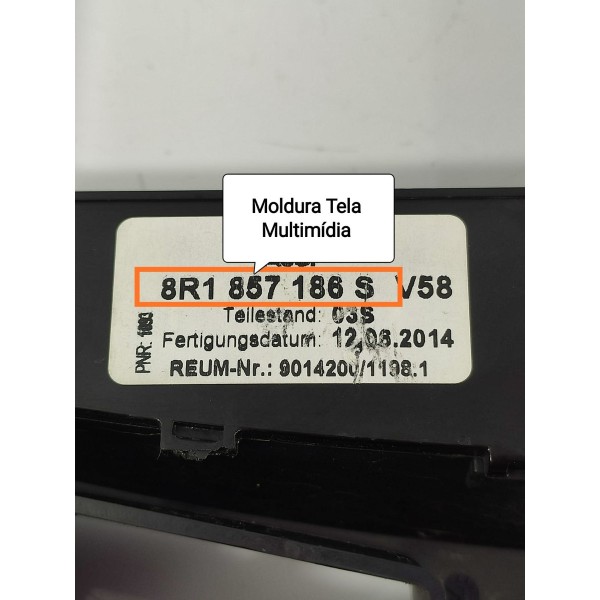 Moldura Tela
Multimídia
8R1 857 186 S V58
Teilestand: 03S
Fertigungsdatum: 12.08.2014
REUM-Nr.: 9014200/1198.1
PNR: